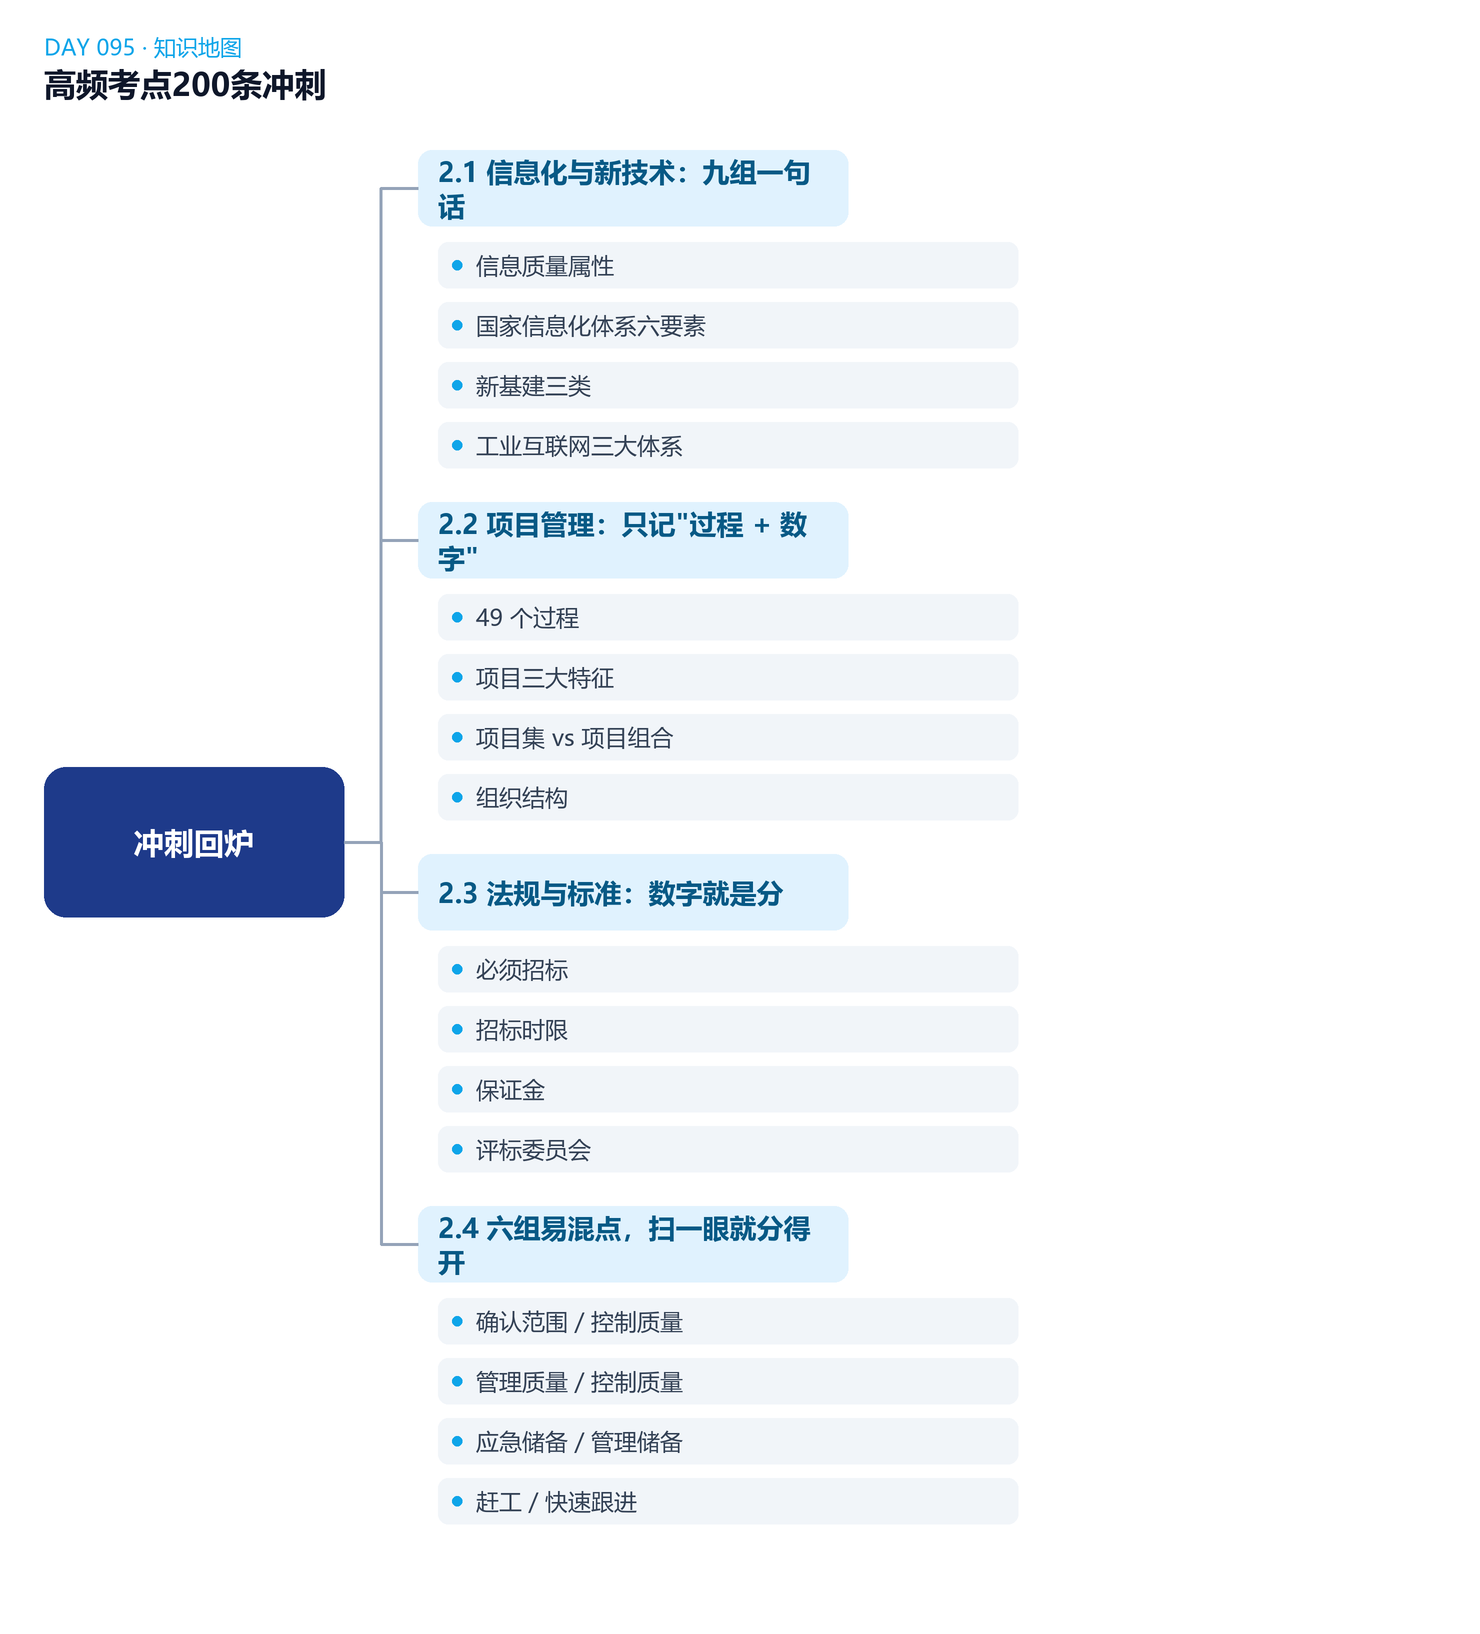 DAY 095 · 知识地图
高频考点200条冲刺
2.1 信息化与新技术：九组一句
话
信息质量属性
国家信息化体系六要素
新基建三类
工业互联网三大体系
2.2 项目管理：只记"过程 + 数
字"
49 个过程
项目三大特征
项目集 vs 项目组合
组织结构
冲刺回炉
2.3 法规与标准：数字就是分
必须招标
招标时限
保证金
评标委员会
2.4 六组易混点，扫一眼就分得
开
确认范围 / 控制质量
管理质量 / 控制质量
应急储备 / 管理储备
赶工 / 快速跟进